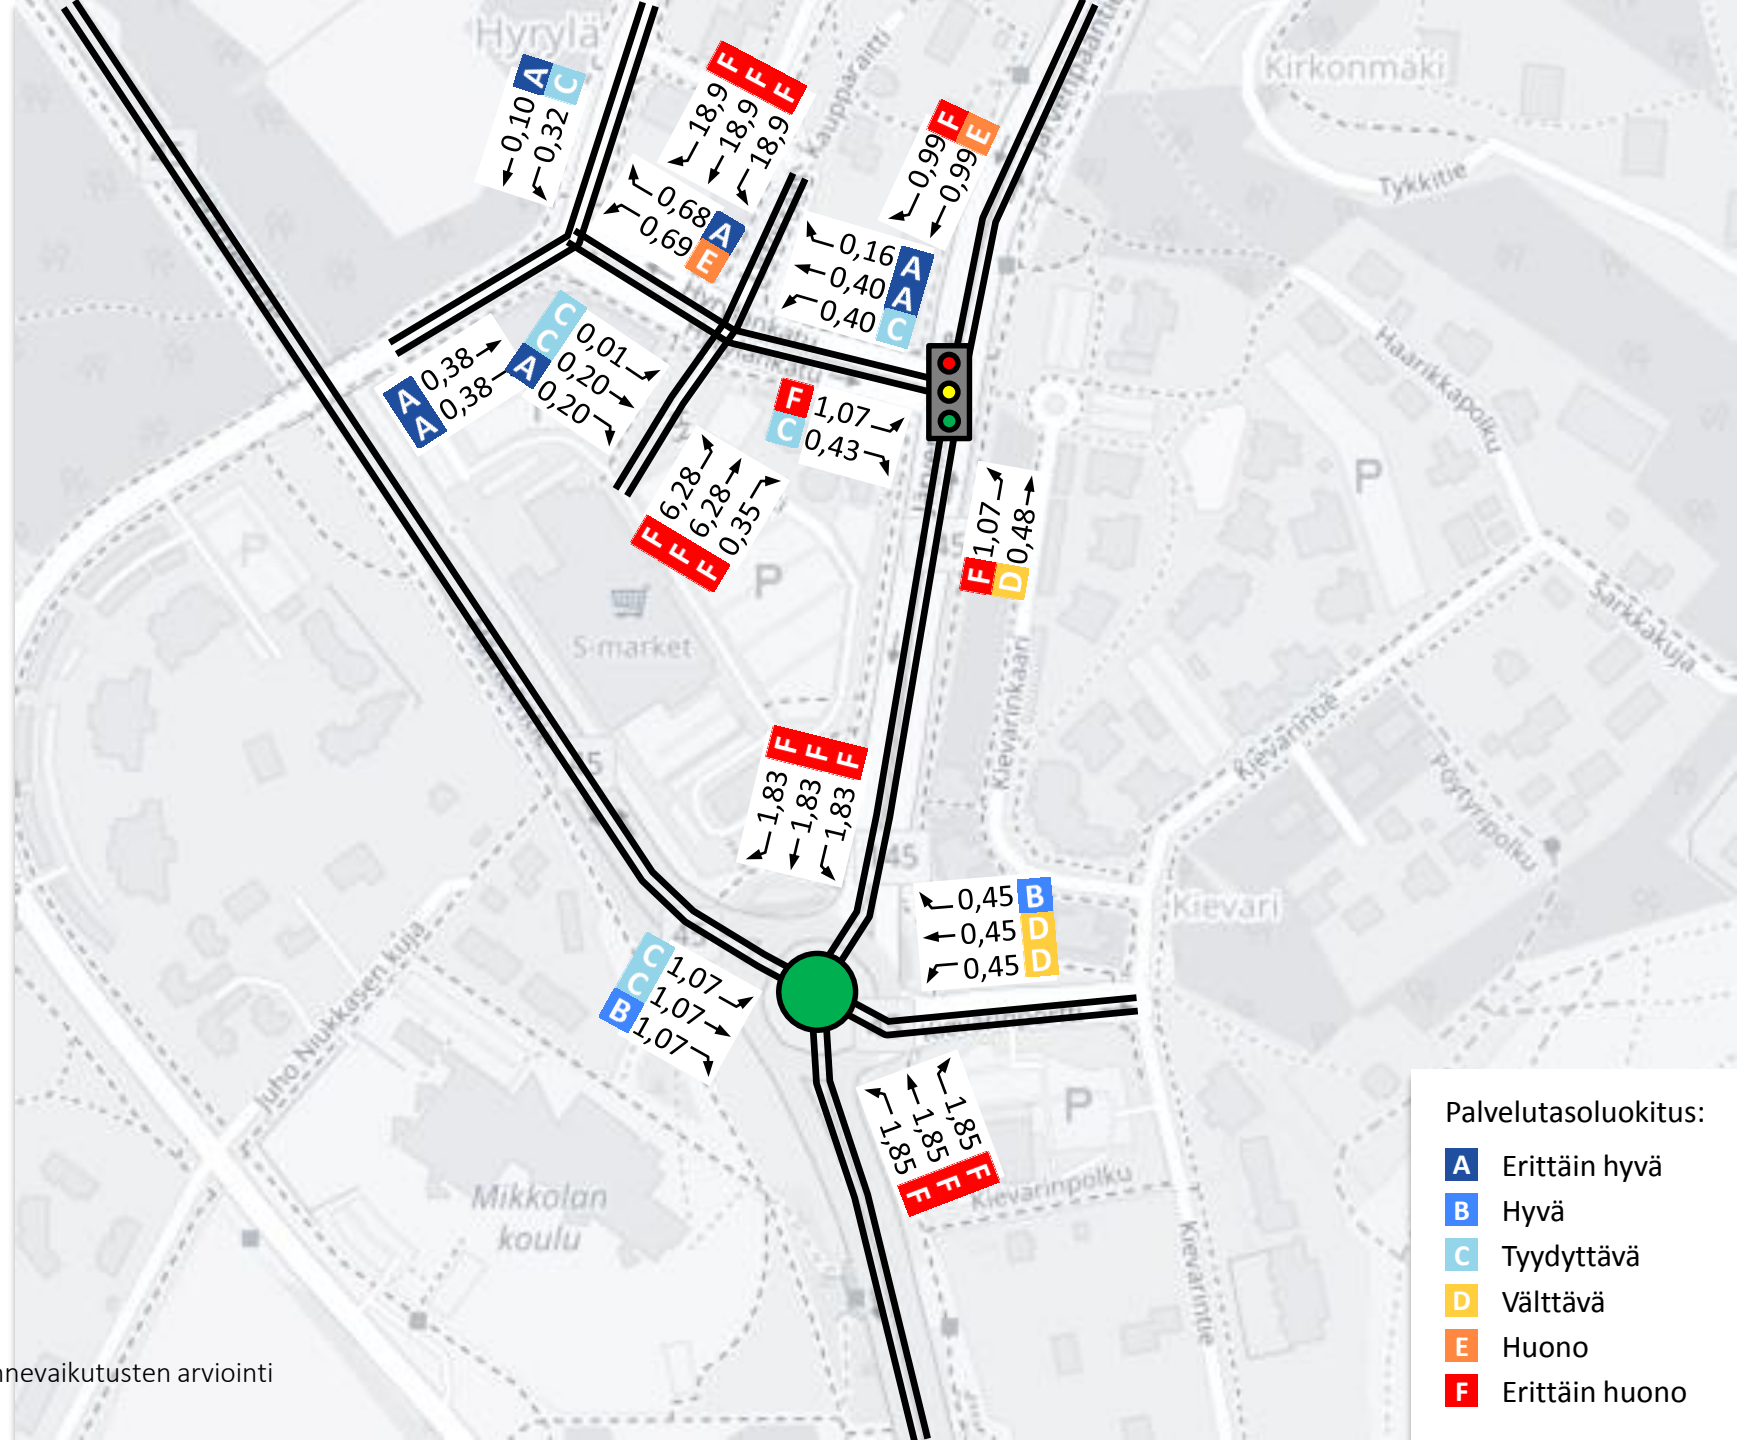 Hyrylä
Kirkonmäki
Kaupparaitti
Tykkitie
A C
0,10
0,32
F F F
18,9
18,9
18,9
F E
0,99
0,99
0,68 A
0,69 E
0,16 A
0,40 A
0,40 C
C 0,01
C 0,20
A 0,20
A 0,38
A 0,38
F 1,07
C 0,43
Haarikkapolku
P
6,28
6,28
0,35
F F F
1,07
0,48
F D
P
P
S-market
Sarkkakuja
Kievarinkaari
Kievarintie
Pöytyripolku
F F F
1,83
1,83
1,83
45
0,45 B
0,45 D
0,45 D
Kievari
Juho Niukkasen kuja
C 1,07
C 1,07
B 1,07
1,85
1,85
1,85
F F F
P
Kievarinpolku
Mikkolan
koulu
Kievarintie
nnevaikutusten arviointi
Palvelutasoluokitus:
A Erittäin hyvä
B Hyvä
C Tyydyttävä
D Välttävä
E Huono
F Erittäin huono